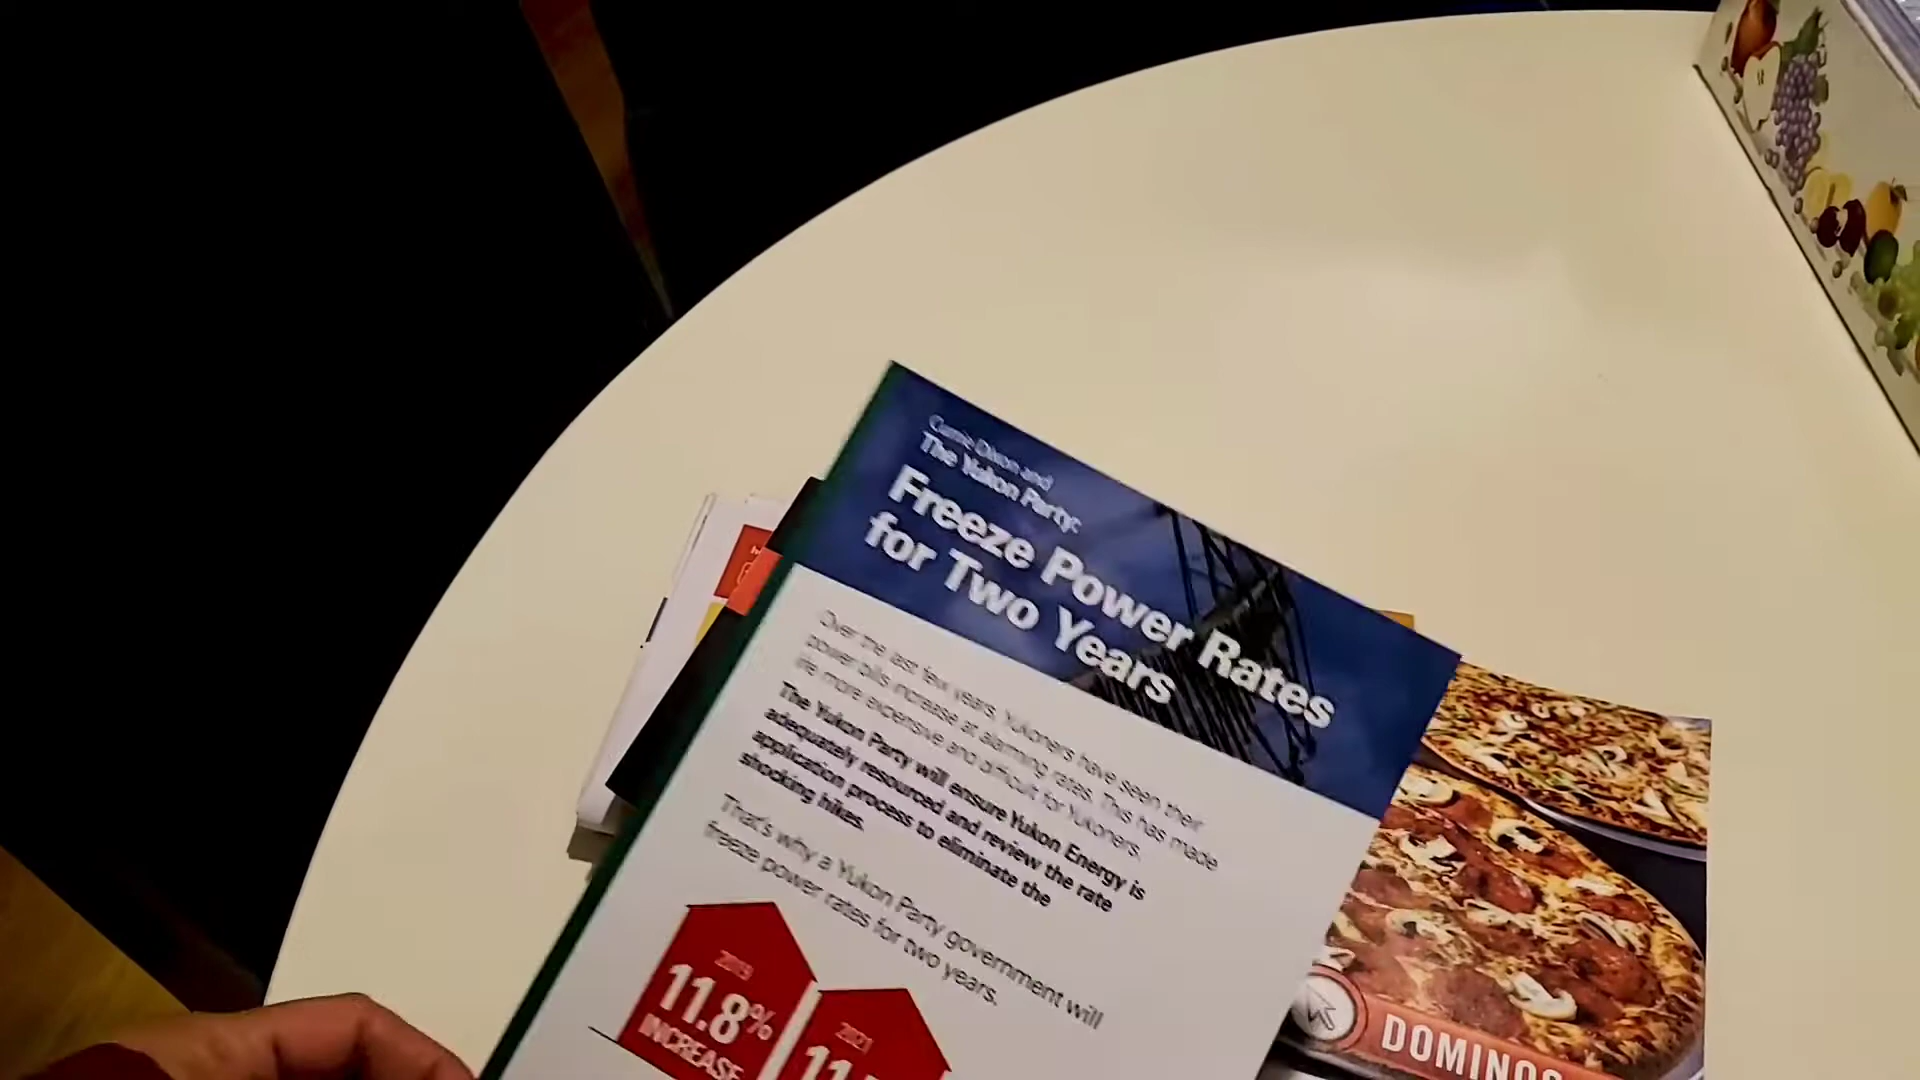 Currie Dixon and
The Yukon Party:
Freeze Power Rates
for Two Years
Over the last few years, Yukoners have seen their
power bills increase at alarming rates. This has made
life more expensive and difficult for Yukoners.
The Yukon Party will ensure Yukon Energy is
adequately resourced and review the rate
application process to eliminate the
shocking hikes.
That's why a Yukon Party government will
freeze power rates for two years.
2019
11.8%
INCREASE
2021
DOMINOS